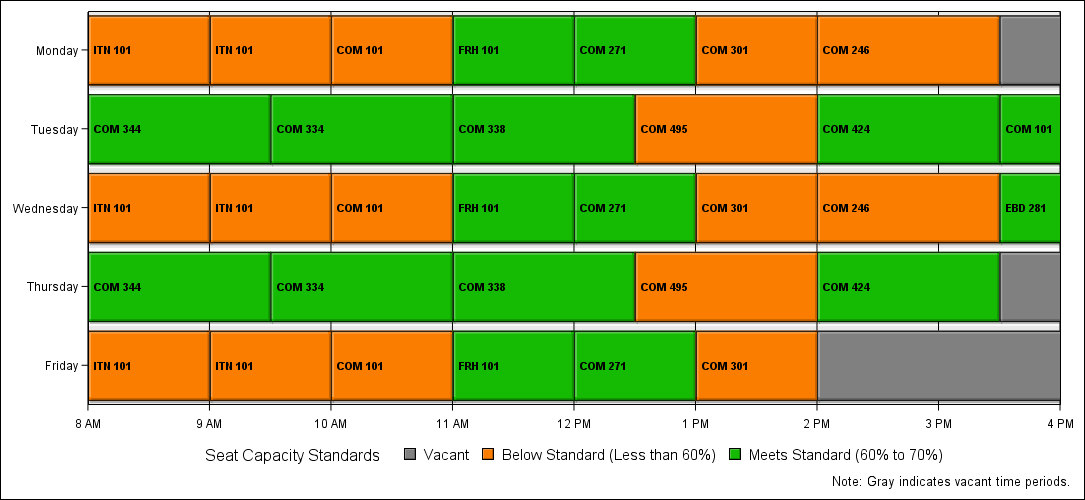 Monday ITN 101 ITN 101 COM 101 FRH 101 COM 271 COM 301 COM 246
Tuesday COM 344 COM 334 COM 338 COM 495 COM 424 COM 101
Wednesday ITN 101 ITN 101 COM 101 FRH 101 COM 271 COM 301 COM 246 EBD 281
Thursday COM 344 COM 334 COM 338 COM 495 COM 424
Friday ITN 101 ITN 101 COM 101 FRH 101 COM 271 COM 301
8 AM 9 AM 10 AM 11 AM 12 PM 1 PM 2 PM 3 PM 4 PM
Seat Capacity Standards Vacant Below Standard (Less than 60%) Meets Standard (60% to 70%)
Note: Gray indicates vacant time periods.